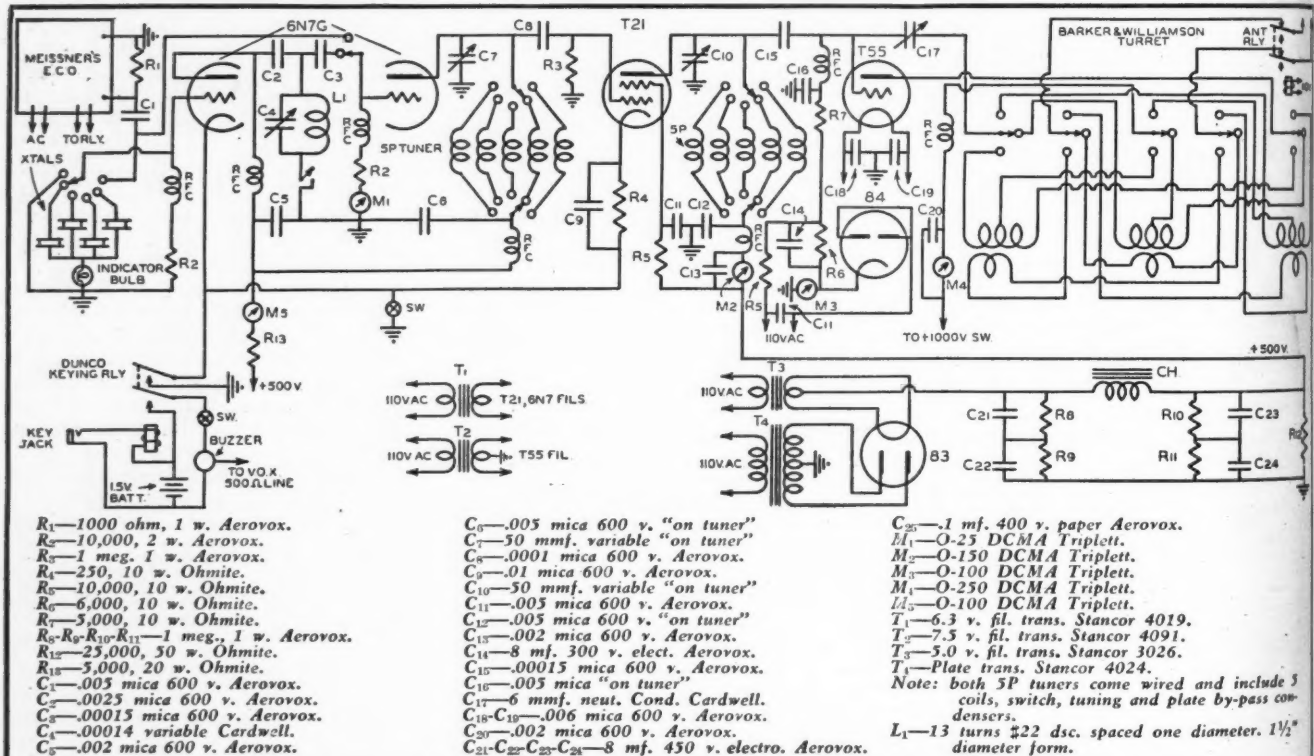 6N7G
T21
BARKER & WILLIAMSON
TURRET
ANT
RLY
MEISSNER'S
E.C.O.
R1
C1
C2
C3
C4
L1
C7
C8
R3
C10
C15
RFC
C16
T55
C17
AC
TO RLY.
XTALS
RFC
RFC
RFC
R2
M1
5P TUNER
5P
R7
RFC
C18
C19
84
C5
C6
C9
R4
C11
C12
C14
C20
INDICATOR
BULB
R2
RFC
R5
C13
RFC
R6
M2
R5
M3
C11
M4
M5
SW
110VAC
TO +1000V SW.
R13
+500V.
DUNCO
KEYING RLY
+500V.
SW.
KEY
JACK
BUZZER
TO V.O.X
500Ω LINE
1.5V.
BATT.
T1
110VAC
T21, 6N7 FILS.
T2
110V AC
T55 FIL.
T3
110VAC
T4
110VAC
83
CH.
C21
R8
R10
C23
C22
R9
R11
C24
R12
R1—1000 ohm, 1 w. Aerovox.
R2—10,000, 2 w. Aerovox.
R3—1 meg. 1 w. Aerovox.
R4—250, 10 w. Ohmite.
R5—10,000, 10 w. Ohmite.
R6—6,000, 10 w. Ohmite.
R7—5,000, 10 w. Ohmite.
R8-R9-R10-R11—1 meg., 1 w. Aerovox.
R12—25,000, 50 w. Ohmite.
R13—5,000, 20 w. Ohmite.
C1—.005 mica 600 v. Aerovox.
C2—.0025 mica 600 v. Aerovox.
C3—.00015 mica 600 v. Aerovox.
C4—.00014 variable Cardwell.
C5—.002 mica 600 v. Aerovox.
C6—.005 mica 600 v. "on tuner"
C7—50 mmf. variable "on tuner"
C8—.0001 mica 600 v. Aerovox.
C9—.01 mica 600 v. Aerovox.
C10—50 mmf. variable "on tuner"
C11—.005 mica 600 v. Aerovox.
C12—.005 mica 600 v. "on tuner"
C13—.002 mica 600 v. Aerovox.
C14—8 mf. 300 v. elect. Aerovox.
C15—.00015 mica 600 v. Aerovox.
C16—.005 mica "on tuner"
C17—6 mmf. neut. Cond. Cardwell.
C18-C19—.006 mica 600 v. Aerovox.
C20—.002 mica 600 v. Aerovox.
C21-C22-C23-C24—8 mf. 450 v. electro. Aerovox.
C25—.1 mf. 400 v. paper Aerovox.
M1—O-25 DCMA Triplett.
M2—O-150 DCMA Triplett.
M3—O-100 DCMA Triplett.
M4—O-250 DCMA Triplett.
M5—O-100 DCMA Triplett.
T1—6.3 v. fil. trans. Stancor 4019.
T2—7.5 v. fil. trans. Stancor 4091.
T3—5.0 v. fil. trans. Stancor 3026.
T4—Plate trans. Stancor 4024.
Note: both 5P tuners come wired and include 5
coils, switch, tuning and plate by-pass con-
densers.
L1—13 turns #22 dsc. spaced one diameter. 1½"
diameter form.